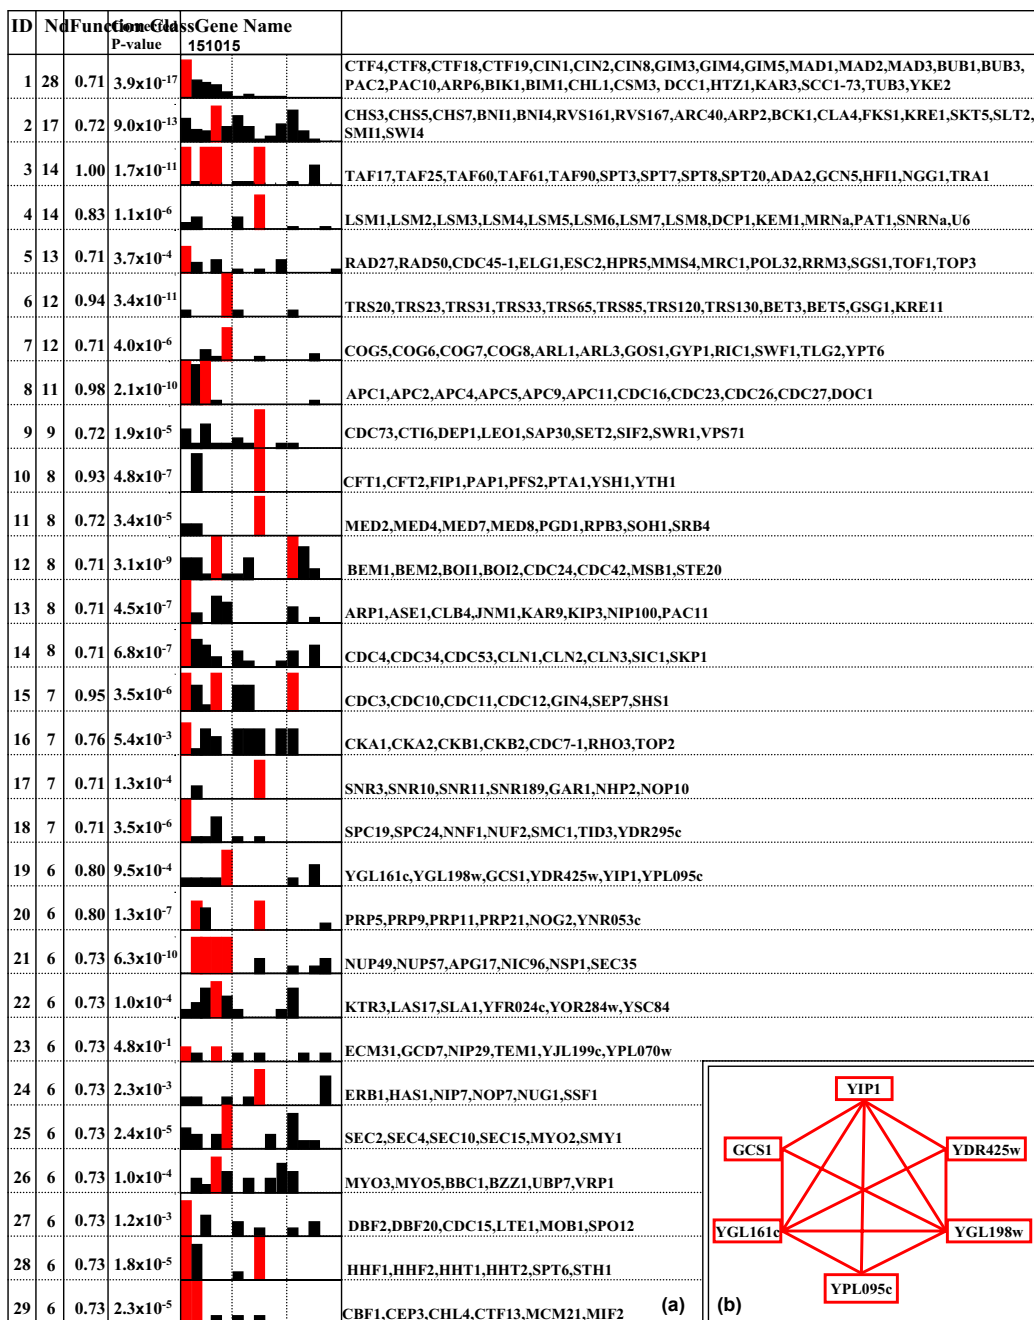 ID N dFunction Class Gene Name
Corrected
P-value 151015
1 28 0.71 3.9x10-17 CTF4,CTF8,CTF18,CTF19,CIN1,CIN2,CIN8,GIM3,GIM4,GIM5,MAD1,MAD2,MAD3,BUB1,BUB3,
PAC2,PAC10,ARP6,BIK1,BIM1,CHL1,CSM3, DCC1,HTZ1,KAR3,SCC1-73,TUB3,YKE2
2 17 0.72 9.0x10-13 CHS3,CHS5,CHS7,BNI1,BNI4,RVS161,RVS167,ARC40,ARP2,BCK1,CLA4,FKS1,KRE1,SKT5,SLT2,
SMI1,SWI4
3 14 1.00 1.7x10-11 TAF17,TAF25,TAF60,TAF61,TAF90,SPT3,SPT7,SPT8,SPT20,ADA2,GCN5,HFI1,NGG1,TRA1
4 14 0.83 1.1x10-6 LSM1,LSM2,LSM3,LSM4,LSM5,LSM6,LSM7,LSM8,DCP1,KEM1,MRNa,PAT1,SNRNa,U6
5 13 0.71 3.7x10-4 RAD27,RAD50,CDC45-1,ELG1,ESC2,HPR5,MMS4,MRC1,POL32,RRM3,SGS1,TOF1,TOP3
6 12 0.94 3.4x10-11 TRS20,TRS23,TRS31,TRS33,TRS65,TRS85,TRS120,TRS130,BET3,BET5,GSG1,KRE11
7 12 0.71 4.0x10-6 COG5,COG6,COG7,COG8,ARL1,ARL3,GOS1,GYP1,RIC1,SWF1,TLG2,YPT6
8 11 0.98 2.1x10-10 APC1,APC2,APC4,APC5,APC9,APC11,CDC16,CDC23,CDC26,CDC27,DOC1
9 9 0.72 1.9x10-5 CDC73,CTI6,DEP1,LEO1,SAP30,SET2,SIF2,SWR1,VPS71
10 8 0.93 4.8x10-7 CFT1,CFT2,FIP1,PAP1,PFS2,PTA1,YSH1,YTH1
11 8 0.72 3.4x10-5 MED2,MED4,MED7,MED8,PGD1,RPB3,SOH1,SRB4
12 8 0.71 3.1x10-9 BEM1,BEM2,BOI1,BOI2,CDC24,CDC42,MSB1,STE20
13 8 0.71 4.5x10-7 ARP1,ASE1,CLB4,JNM1,KAR9,KIP3,NIP100,PAC11
14 8 0.71 6.8x10-7 CDC4,CDC34,CDC53,CLN1,CLN2,CLN3,SIC1,SKP1
15 7 0.95 3.5x10-6 CDC3,CDC10,CDC11,CDC12,GIN4,SEP7,SHS1
16 7 0.76 5.4x10-3 CKA1,CKA2,CKB1,CKB2,CDC7-1,RHO3,TOP2
17 7 0.71 1.3x10-4 SNR3,SNR10,SNR11,SNR189,GAR1,NHP2,NOP10
18 7 0.71 3.5x10-6 SPC19,SPC24,NNF1,NUF2,SMC1,TID3,YDR295c
19 6 0.80 9.5x10-4 YGL161c,YGL198w,GCS1,YDR425w,YIP1,YPL095c
20 6 0.80 1.3x10-7 PRP5,PRP9,PRP11,PRP21,NOG2,YNR053c
21 6 0.73 6.3x10-10 NUP49,NUP57,APG17,NIC96,NSP1,SEC35
22 6 0.73 1.0x10-4 KTR3,LAS17,SLA1,YFR024c,YOR284w,YSC84
23 6 0.73 4.8x10-1 ECM31,GCD7,NIP29,TEM1,YJL199c,YPL070w
24 6 0.73 2.3x10-3 ERB1,HAS1,NIP7,NOP7,NUG1,SSF1
25 6 0.73 2.4x10-5 SEC2,SEC4,SEC10,SEC15,MYO2,SMY1
26 6 0.73 1.0x10-4 MYO3,MYO5,BBC1,BZZ1,UBP7,VRP1
27 6 0.73 1.2x10-3 DBF2,DBF20,CDC15,LTE1,MOB1,SPO12
28 6 0.73 1.8x10-5 HHF1,HHF2,HHT1,HHT2,SPT6,STH1
29 6 0.73 2.3x10-5 CBF1,CEP3,CHL4,CTF13,MCM21,MIF2
(a)
YIP1
GCS1 YDR425w
YGL161c YGL198w
YPL095c
(b)